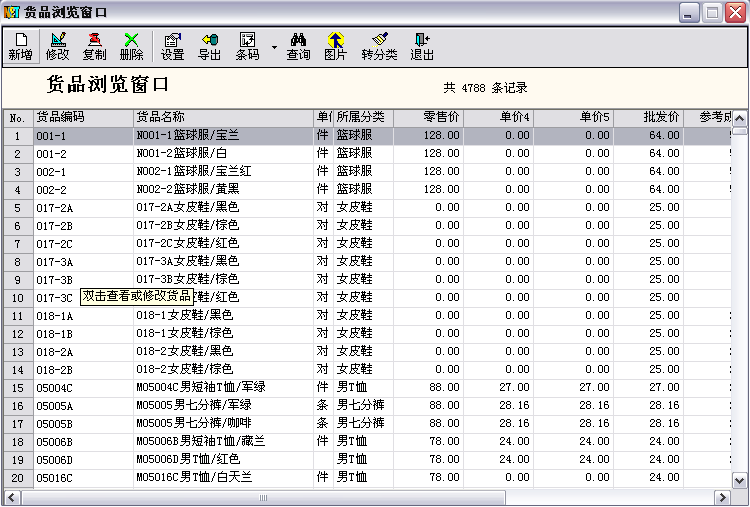 货品浏览窗口
新增 修改 复制 删除 设置 导出 条码 查询 图片 转分类 退出
货品浏览窗口 共 4788 条记录
No. 货品编码 货品名称 单 所属分类 零售价 单价4 单价5 批发价 参考
1 001-1 N001-1篮球服/宝兰 件 篮球服 128.00 0.00 0.00 64.00
2 001-2 N001-2篮球服/白 件 篮球服 128.00 0.00 0.00 64.00
3 002-1 N002-1篮球服/宝兰红 件 篮球服 128.00 0.00 0.00 64.00
4 002-2 N002-2篮球服/黄黑 件 篮球服 128.00 0.00 0.00 64.00
5 017-2A 017-2A女皮鞋/黑色 对 女皮鞋 0.00 0.00 0.00 25.00
6 017-2B 017-2B女皮鞋/棕色 对 女皮鞋 0.00 0.00 0.00 25.00
7 017-2C 017-2C女皮鞋/红色 对 女皮鞋 0.00 0.00 0.00 25.00
8 017-3A 017-3A女皮鞋/黑色 对 女皮鞋 0.00 0.00 0.00 25.00
9 017-3B 017-3B女皮鞋/棕色 对 女皮鞋 0.00 0.00 0.00 25.00
10 017-3C 双击查看或修改货品 皮鞋/红色 对 女皮鞋 0.00 0.00 0.00 25.00
11 018-1A 018-1女皮鞋/黑色 对 女皮鞋 0.00 0.00 0.00 25.00
12 018-1B 018-1女皮鞋/棕色 对 女皮鞋 0.00 0.00 0.00 25.00
13 018-2A 018-2女皮鞋/黑色 对 女皮鞋 0.00 0.00 0.00 25.00
14 018-2B 018-2女皮鞋/棕色 对 女皮鞋 0.00 0.00 0.00 25.00
15 05004C M05004C男短袖T恤/军绿 件 男T恤 88.00 27.00 27.00 27.00
16 05005A M05005男七分裤/军绿 条 男七分裤 88.00 28.16 28.16 28.16
17 05005B M05005男七分裤/咖啡 条 男七分裤 88.00 28.16 28.16 28.16
18 05006B M05006B男短袖T恤/藏兰 件 男T恤 78.00 24.00 24.00 24.00
19 05006D M05006D男T恤/红色 男T恤 78.00 24.00 24.00 24.00
20 05016C M05016C男T恤/白天兰 件 男T恤 78.00 0.00 0.00 24.00